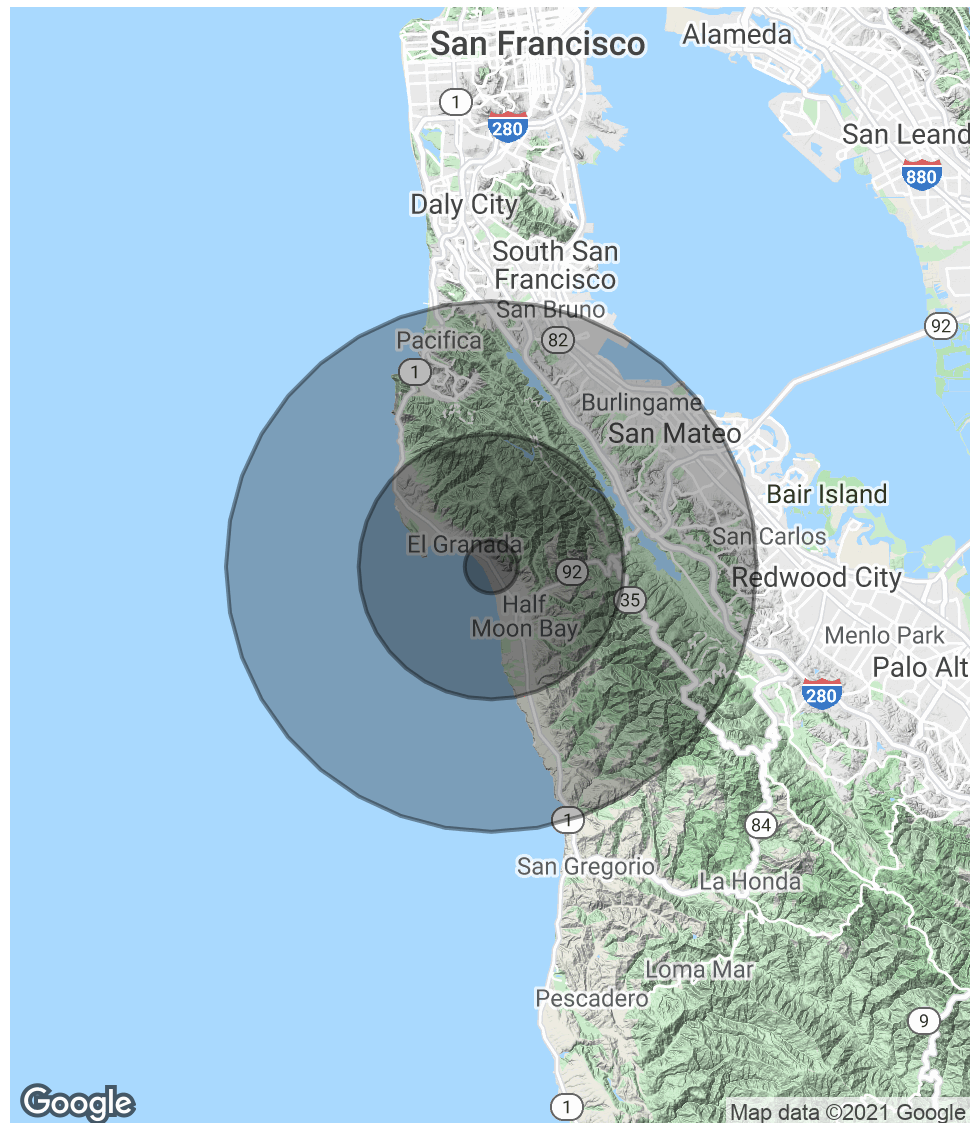 San Francisco
Alameda
1
280
San Leand
880
Daly City
South San
Francisco
San Bruno
92
Pacifica
82
1
Burlingame
San Mateo
Bair Island
San Carlos
El Granada
92
Redwood City
Half
Moon Bay
35
Menlo Park
Palo Alt
280
1
84
San Gregorio
La Honda
Loma Mar
Pescadero
9
Google
1
Map data ©2021 Google